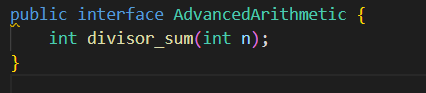 public interface AdvancedArithmetic {
    int divisor_sum(int n);
}